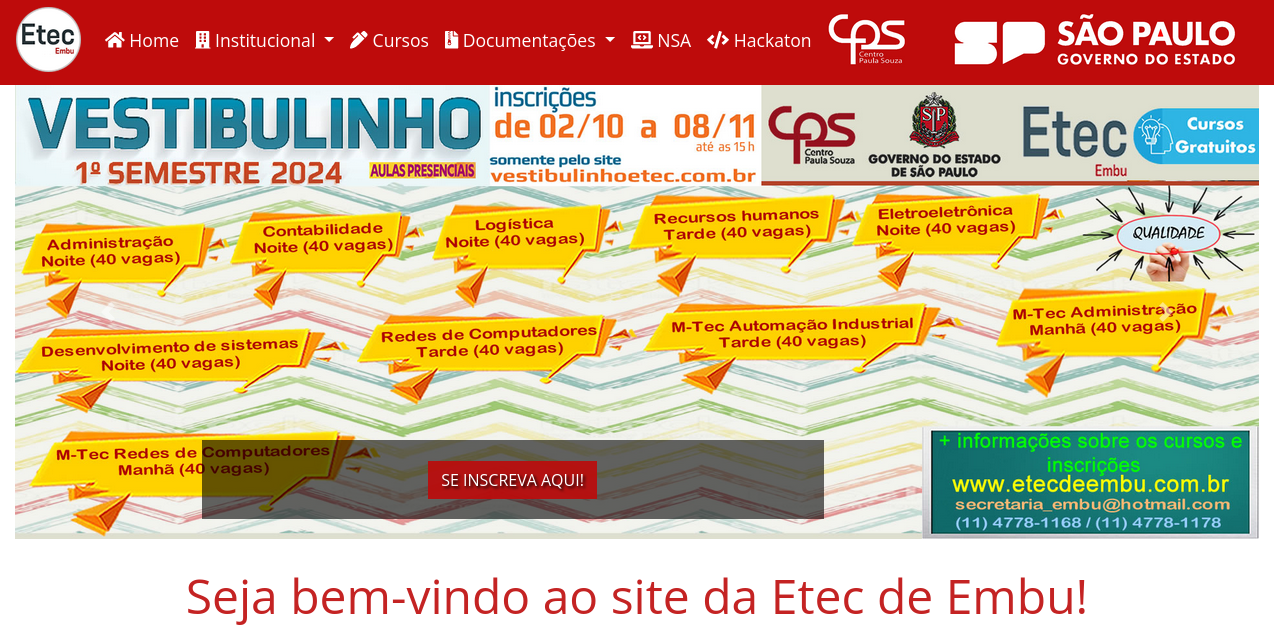 Etec
Embu
Home
Institucional
Cursos
Documentações
NSA
Hackaton
CPS
Centro
Paula Souza
SP
SÃO PAULO
GOVERNO DO ESTADO
VESTIBULINHO
1º SEMESTRE 2024
AULAS PRESENCIAIS
inscrições
de 02/10 a 08/11
até as 15 h
somente pelo site
vestibulinhoetec.com.br
CPS
Centro
Paula Souza
GOVERNO DO ESTADO
DE SÃO PAULO
Etec
Embu
Cursos
Gratuitos
Administração
Noite (40 vagas)
Contabilidade
Noite (40 vagas)
Logística
Noite (40 vagas)
Recursos humanos
Tarde (40 vagas)
Eletroeletrônica
Noite (40 vagas)
QUALIDADE
Desenvolvimento de sistemas
Noite (40 vagas)
Redes de Computadores
Tarde (40 vagas)
M-Tec Automação Industrial
Tarde (40 vagas)
M-Tec Administração
Manhã (40 vagas)
M-Tec Redes de Computadores
Manhã (40 vagas)
SE INSCREVA AQUI!
+ informações sobre os cursos e
inscrições
www.etecdeembu.com.br
secretaria_embu@hotmail.com
(11) 4778-1168 / (11) 4778-1178
Seja bem-vindo ao site da Etec de Embu!